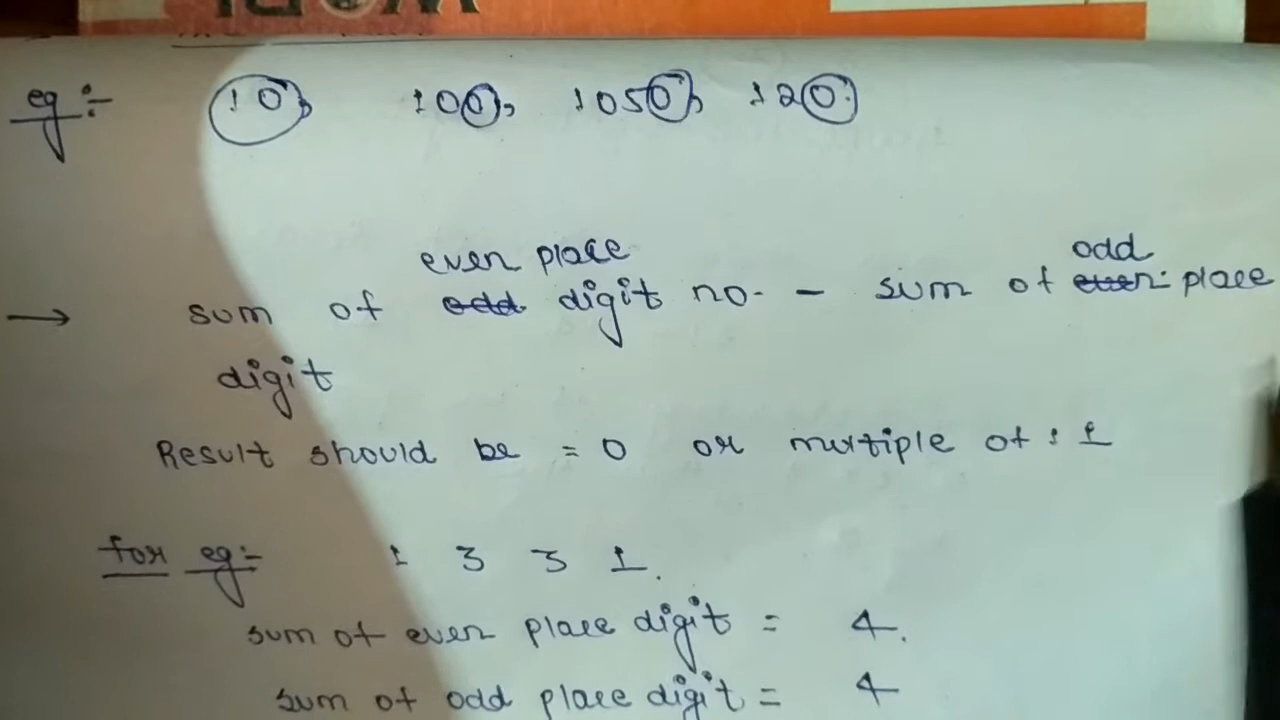 eg:- 10, 100, 1050, 120.
even place odd
→ sum of odd digit no. - sum of even place
digit
Result should be = 0 or multiple of 11
for eg:- 1 3 3 1.
sum of even place digit = 4.
sum of odd place digit = 4